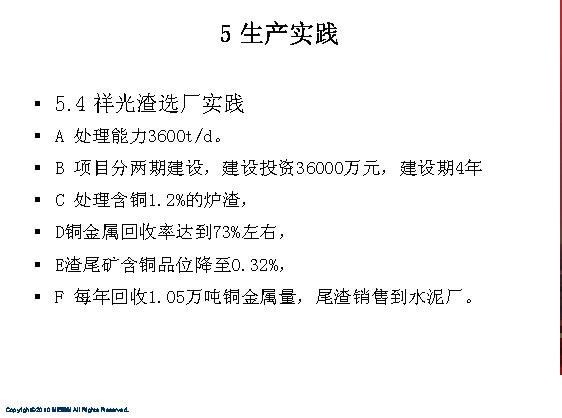 5 生产实践
▪ 5.4 祥光渣选厂实践
▪ A 处理能力3600t/d。
▪ B 项目分两期建设，建设投资36000万元，建设期4年
▪ C 处理含铜1.2%的炉渣，
▪ D铜金属回收率达到73%左右，
▪ E渣尾矿含铜品位降至0.32%，
▪ F 每年回收1.05万吨铜金属量，尾渣销售到水泥厂。
Copyright©2010 All Rights Reserved.